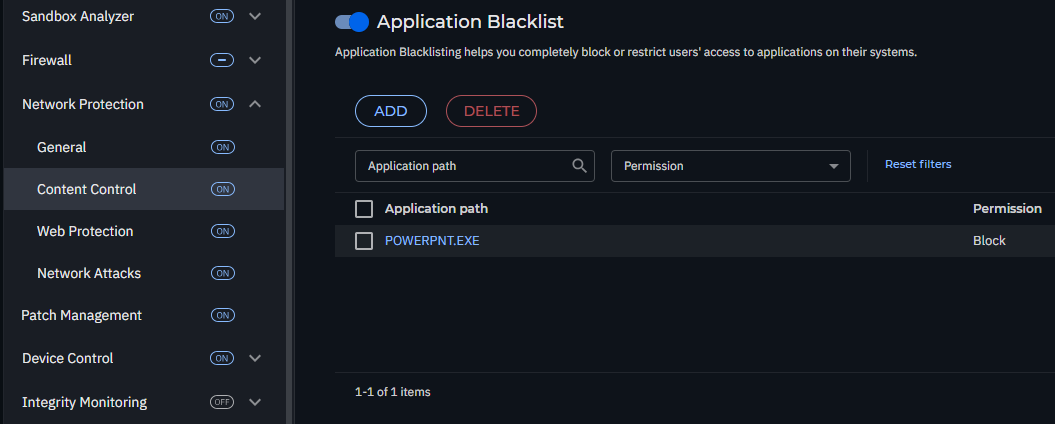 Sandbox Analyzer ON
Firewall
Network Protection ON
General ON
Content Control ON
Web Protection ON
Network Attacks ON
Patch Management ON
Device Control ON
Integrity Monitoring OFF
Application Blacklist
Application Blacklisting helps you completely block or restrict users' access to applications on their systems.
ADD DELETE
Application path Permission Reset filters
Application path Permission
POWERPNT.EXE Block
1-1 of 1 items